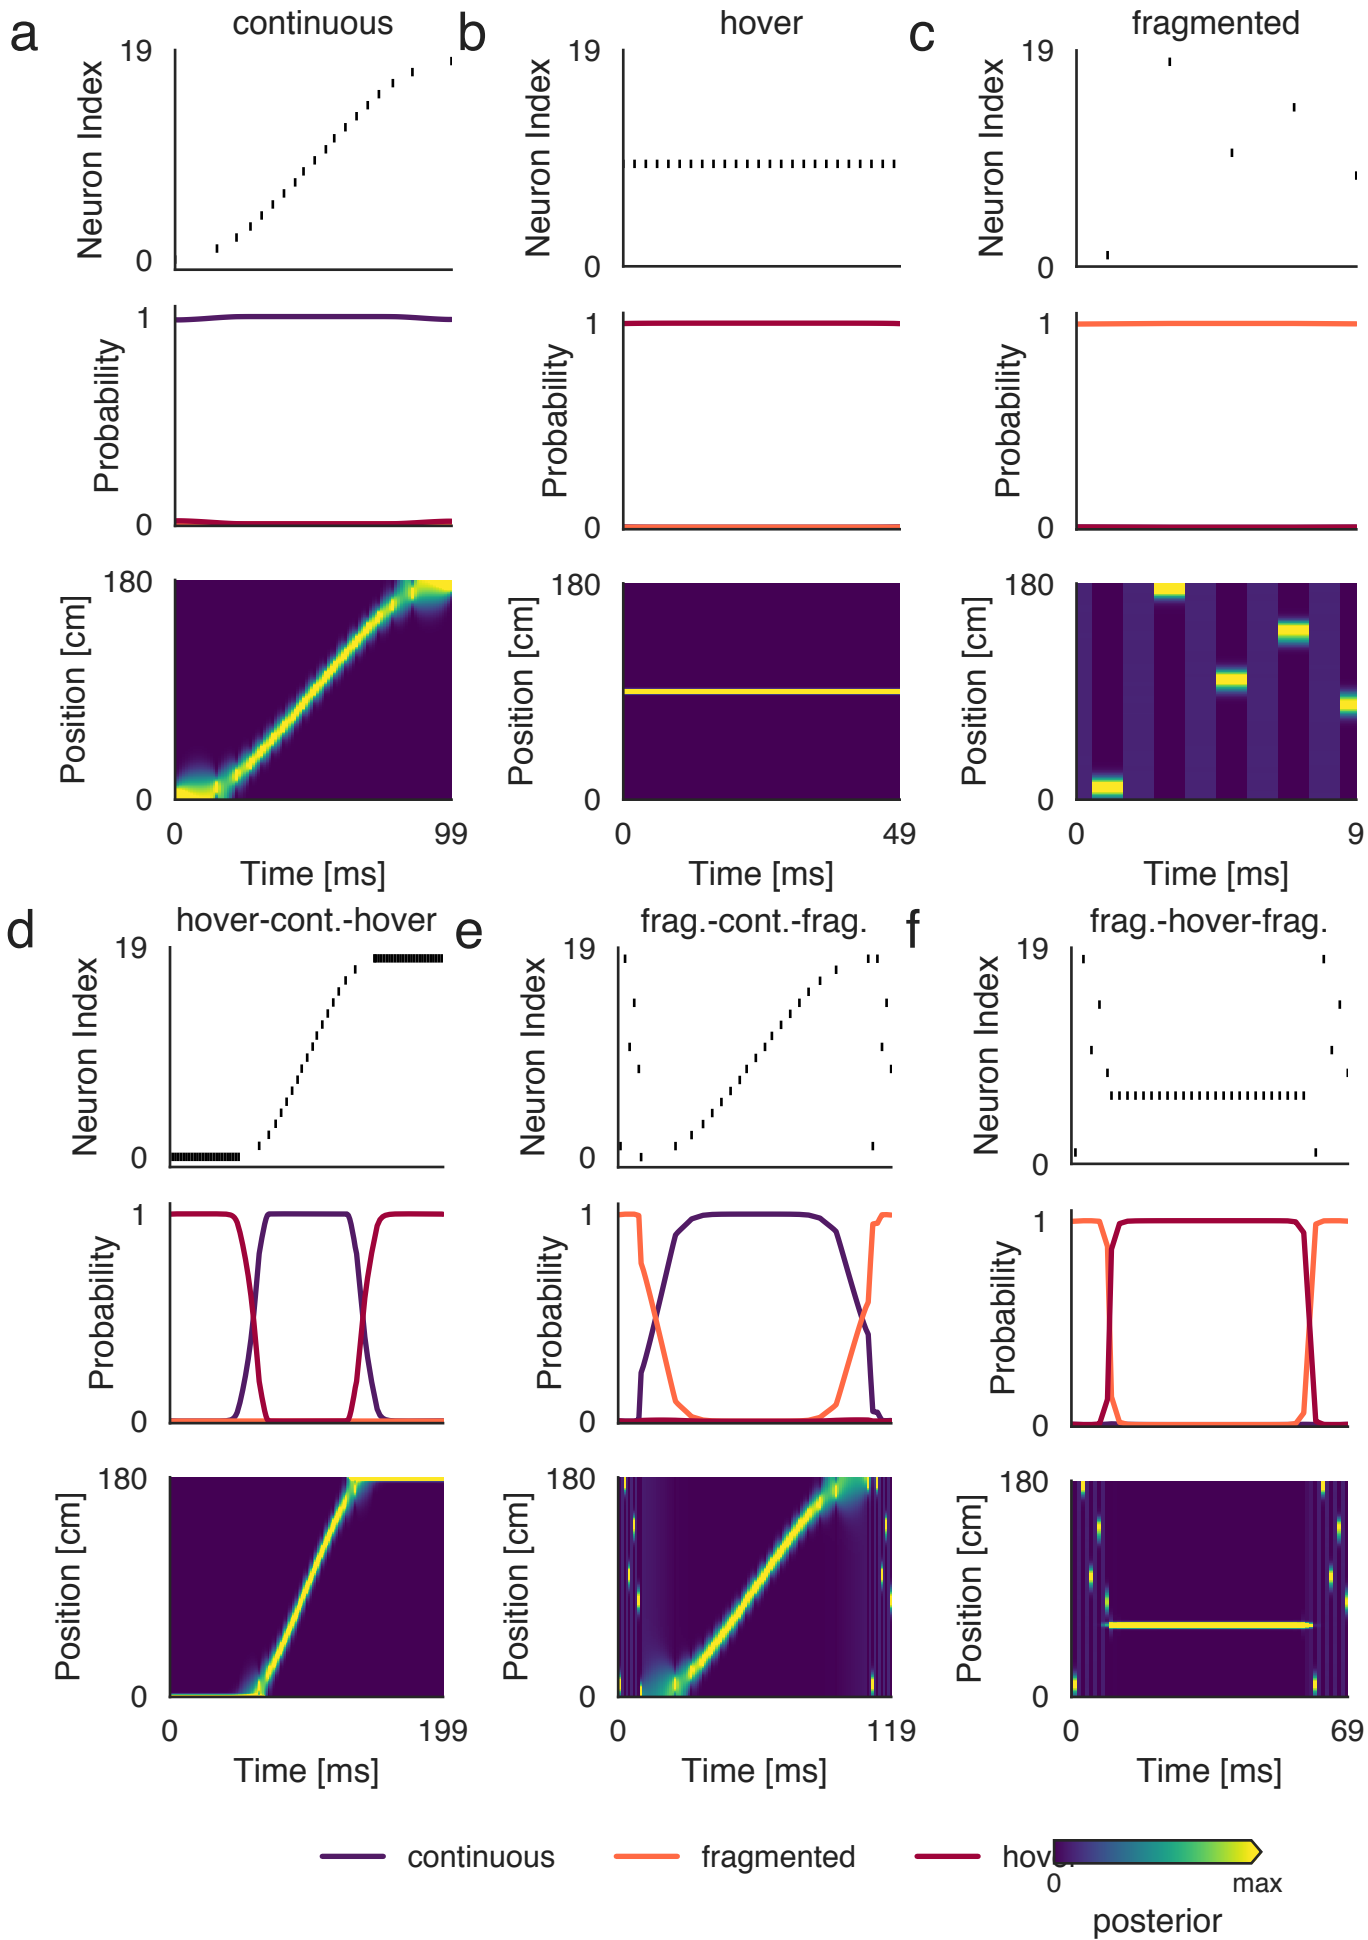 a
continuous
19
Neuron Index
0
1
Probability
0
180
Position [cm]
0
0
99
Time [ms]
b
hover
19
Neuron Index
0
1
Probability
0
180
Position [cm]
0
0
49
Time [ms]
c
fragmented
19
Neuron Index
0
1
Probability
0
180
Position [cm]
0
0
9
Time [ms]
d
hover-cont.-hover
19
Neuron Index
0
1
Probability
0
180
Position [cm]
0
0
199
Time [ms]
e
frag.-cont.-frag.
19
Neuron Index
0
1
Probability
0
180
Position [cm]
0
0
119
Time [ms]
f
frag.-hover-frag.
19
Neuron Index
0
1
Probability
0
180
Position [cm]
0
0
69
Time [ms]
continuous
fragmented
hover
0
max
posterior